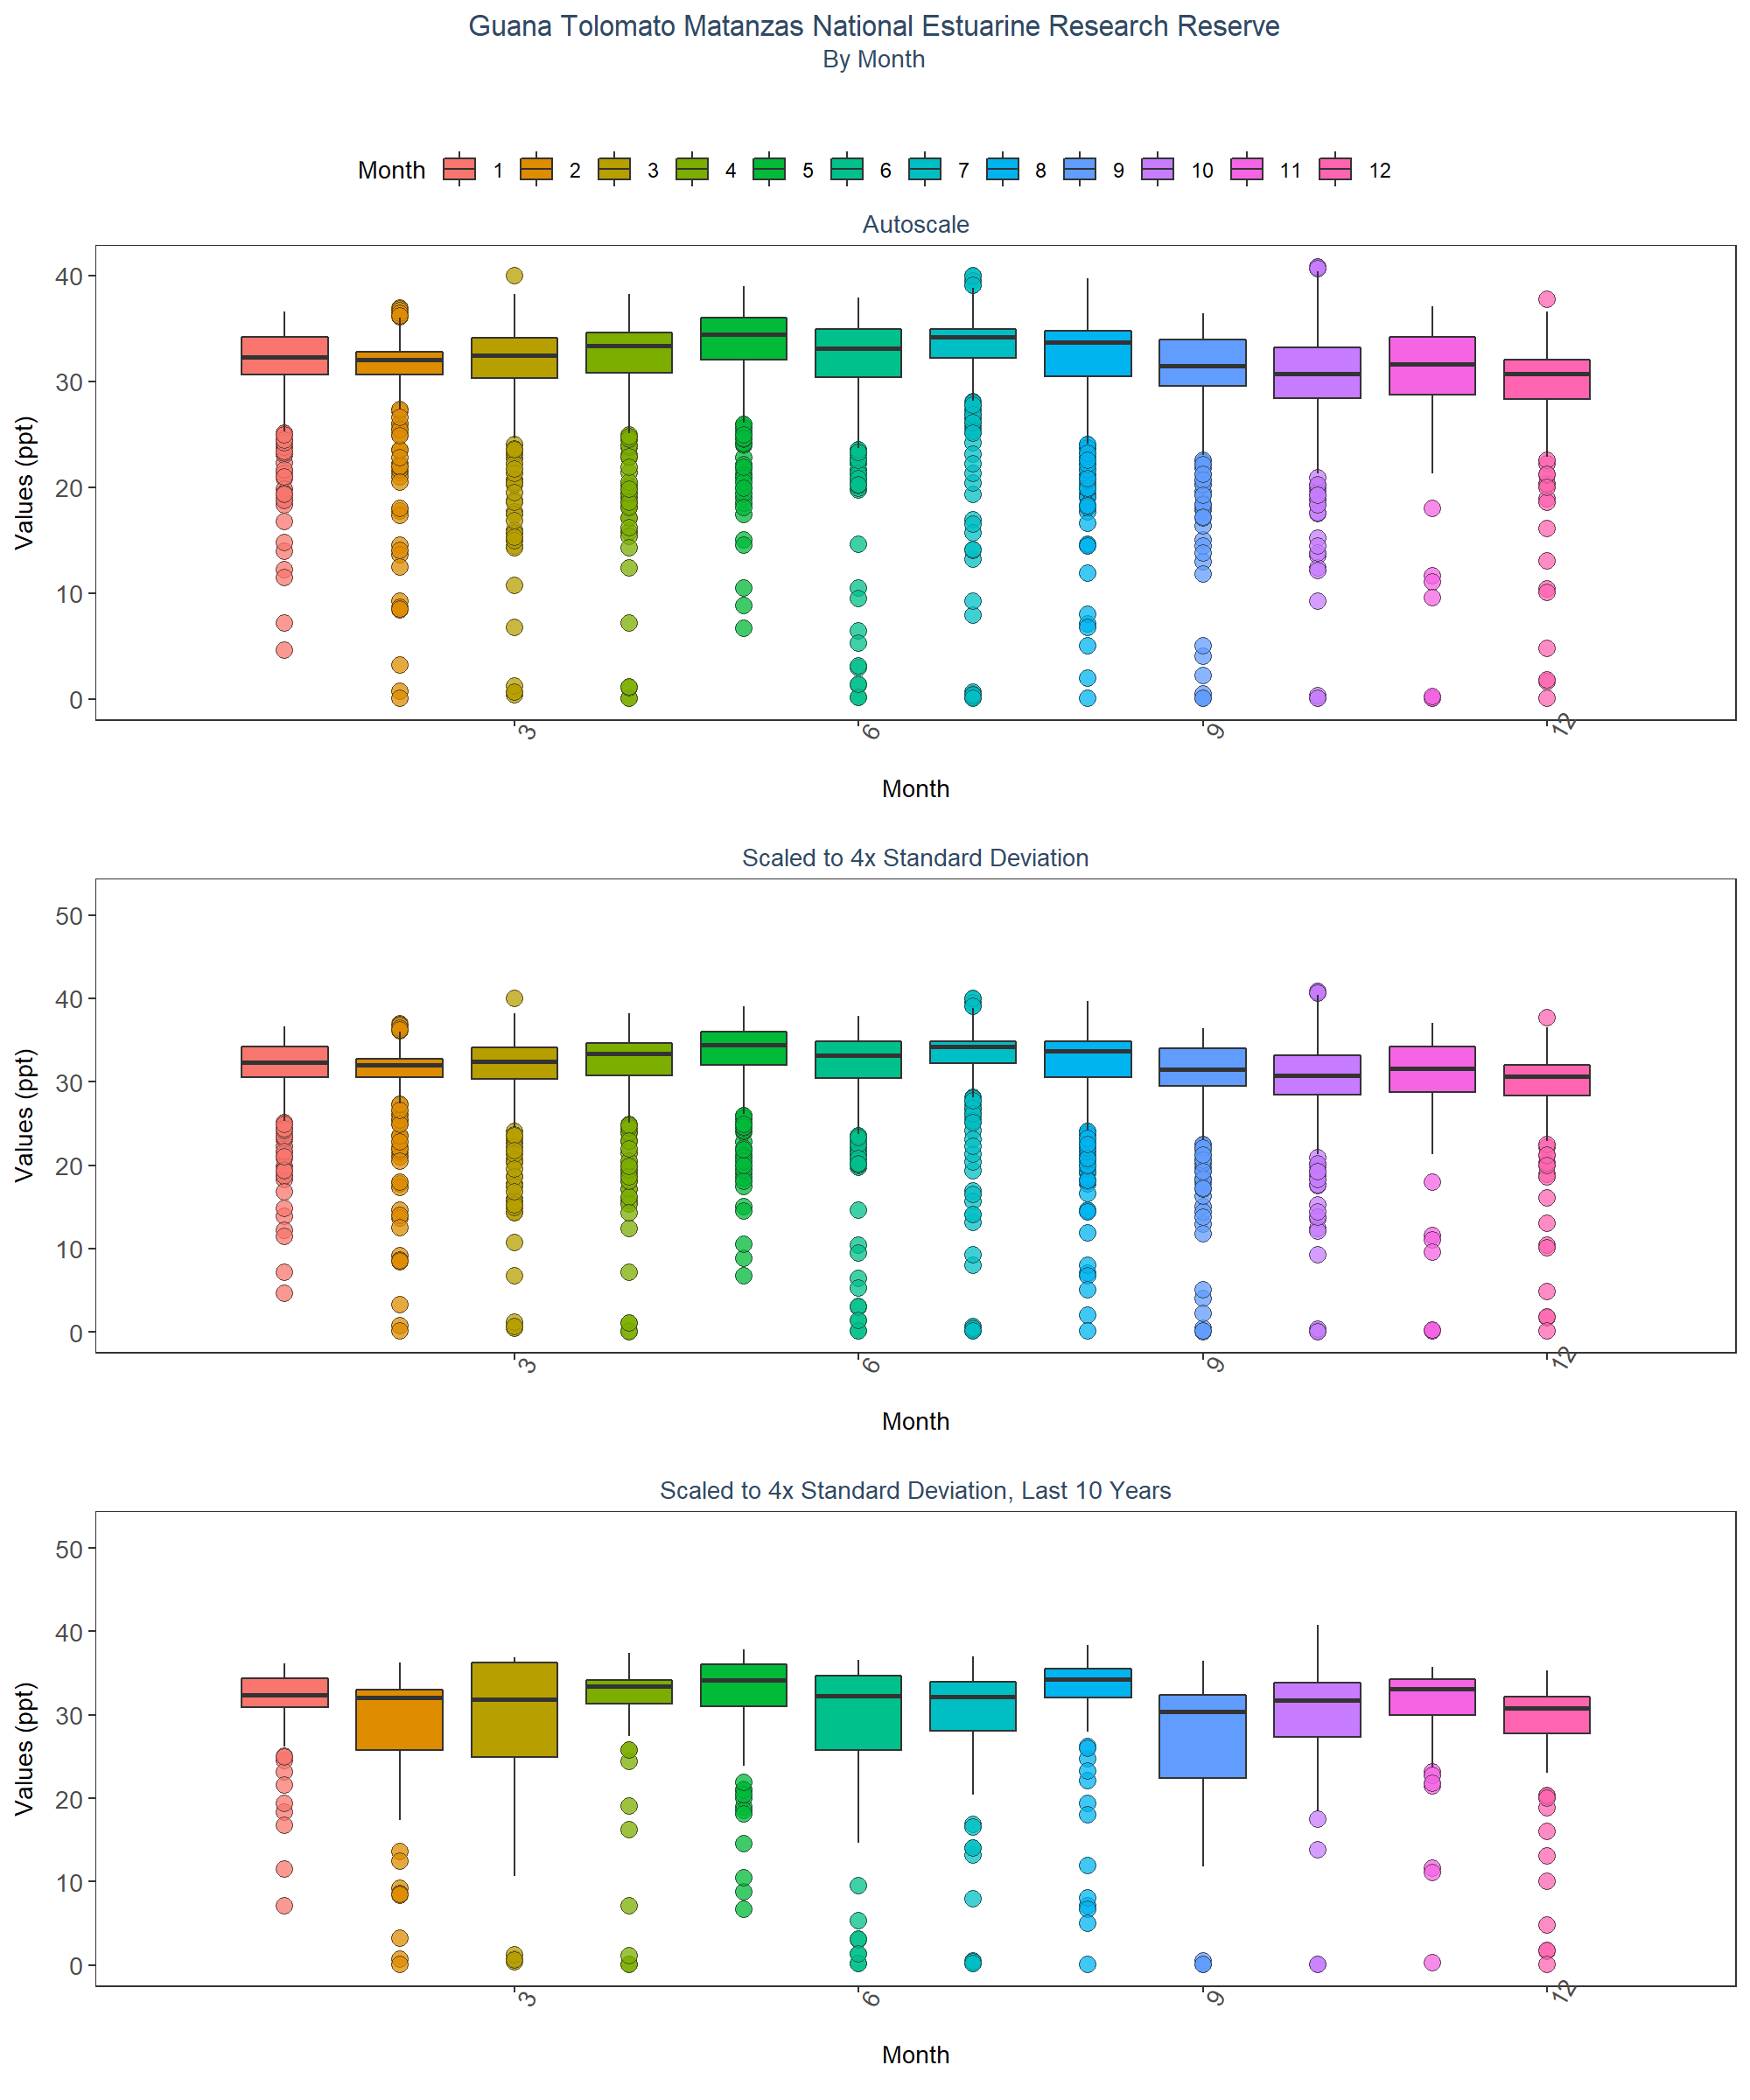 Guana Tolomato Matanzas National Estuarine Research Reserve
By Month
Month 1 2 3 4 5 6 7 8 9 10 11 12
Autoscale
Values (ppt)
40
30
20
10
0
3 6 9 12
Month
Scaled to 4x Standard Deviation
Values (ppt)
50
40
30
20
10
0
3 6 9 12
Month
Scaled to 4x Standard Deviation, Last 10 Years
Values (ppt)
50
40
30
20
10
0
3 6 9 12
Month